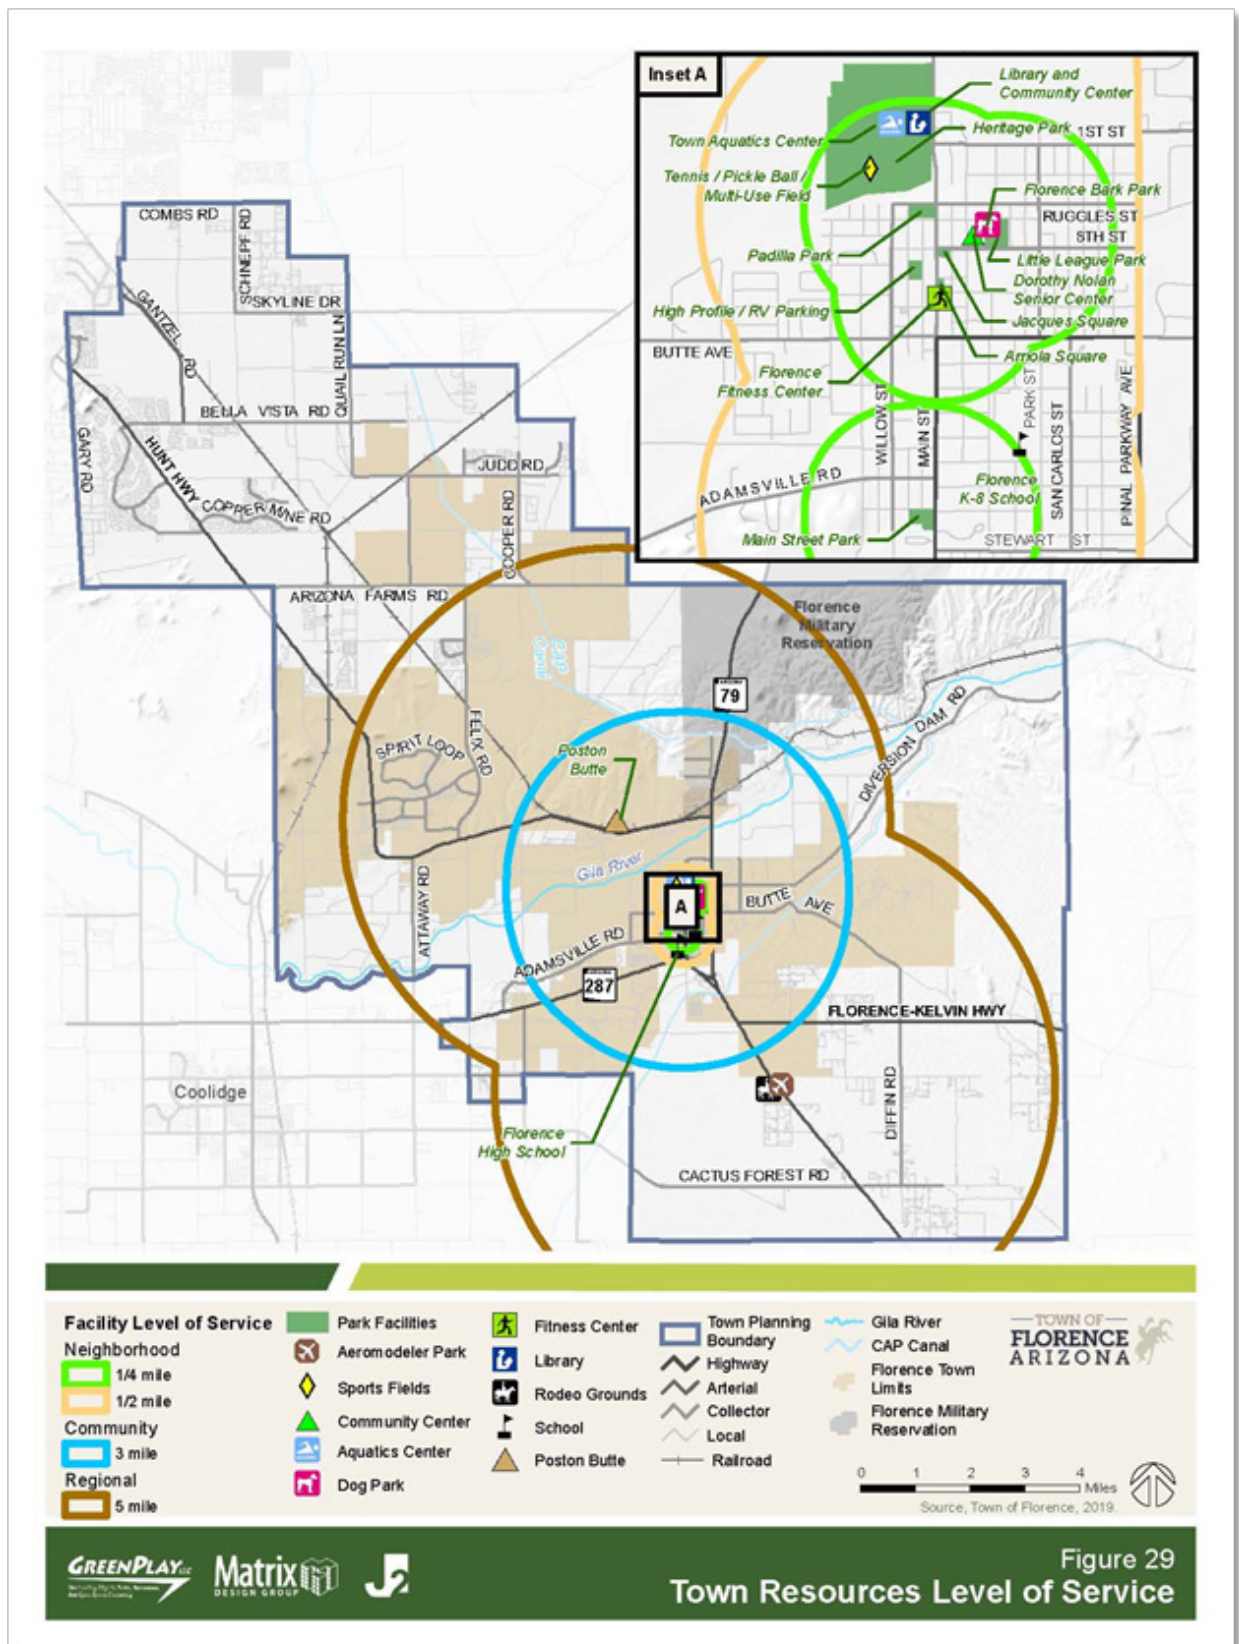 Inset A
Library and
Community Center
Town Aquatics Center
Heritage Park
1ST ST
Tennis / Pickle Ball /
Multi-Use Field
Florence Bark Park
RUGGLES ST
8TH ST
Padilla Park
Little League Park
Dorothy Nolan
Senior Center
High Profile / RV Parking
Jacques Square
BUTTE AVE
Arriola Square
Florence
Fitness Center
WILLOW ST
MAIN ST
PARK ST
SAN CARLOS ST
PINAL PARKWAY AVE
ADAMSVILLE RD
Florence
K-8 School
Main Street Park
STEWART ST
COMBS RD
SCHNEPF RD
SKYLINE DR
GANTZEL RD
QUAIL RUN LN
BELLA VISTA RD
GARY RD
HUNT HWY
JUDD RD
COPPER MINE RD
COOPER RD
ARIZONA FARMS RD
Florence
Military
Reservation
CAP
Canal
79
DIVERSION DAM RD
FELIX RD
SPIRIT LOOP
Poston
Butte
Gila River
ATTAWAY RD
A
BUTTE AVE
ADAMSVILLE RD
287
FLORENCE-KELVIN HWY
Coolidge
DIFFIN RD
Florence
High School
CACTUS FOREST RD
Facility Level of Service
Neighborhood
1/4 mile
1/2 mile
Community
3 mile
Regional
5 mile
Park Facilities
Aeromodeler Park
Sports Fields
Community Center
Aquatics Center
Dog Park
Fitness Center
Library
Rodeo Grounds
School
Poston Butte
Town Planning
Boundary
Highway
Arterial
Collector
Local
Railroad
Gila River
CAP Canal
Florence Town
Limits
Florence Military
Reservation
TOWN OF
FLORENCE
ARIZONA
0 1 2 3 4
Miles
Source, Town of Florence, 2019.
GREENPLAY LLC
Matrix
DESIGN GROUP
J2
Figure 29
Town Resources Level of Service